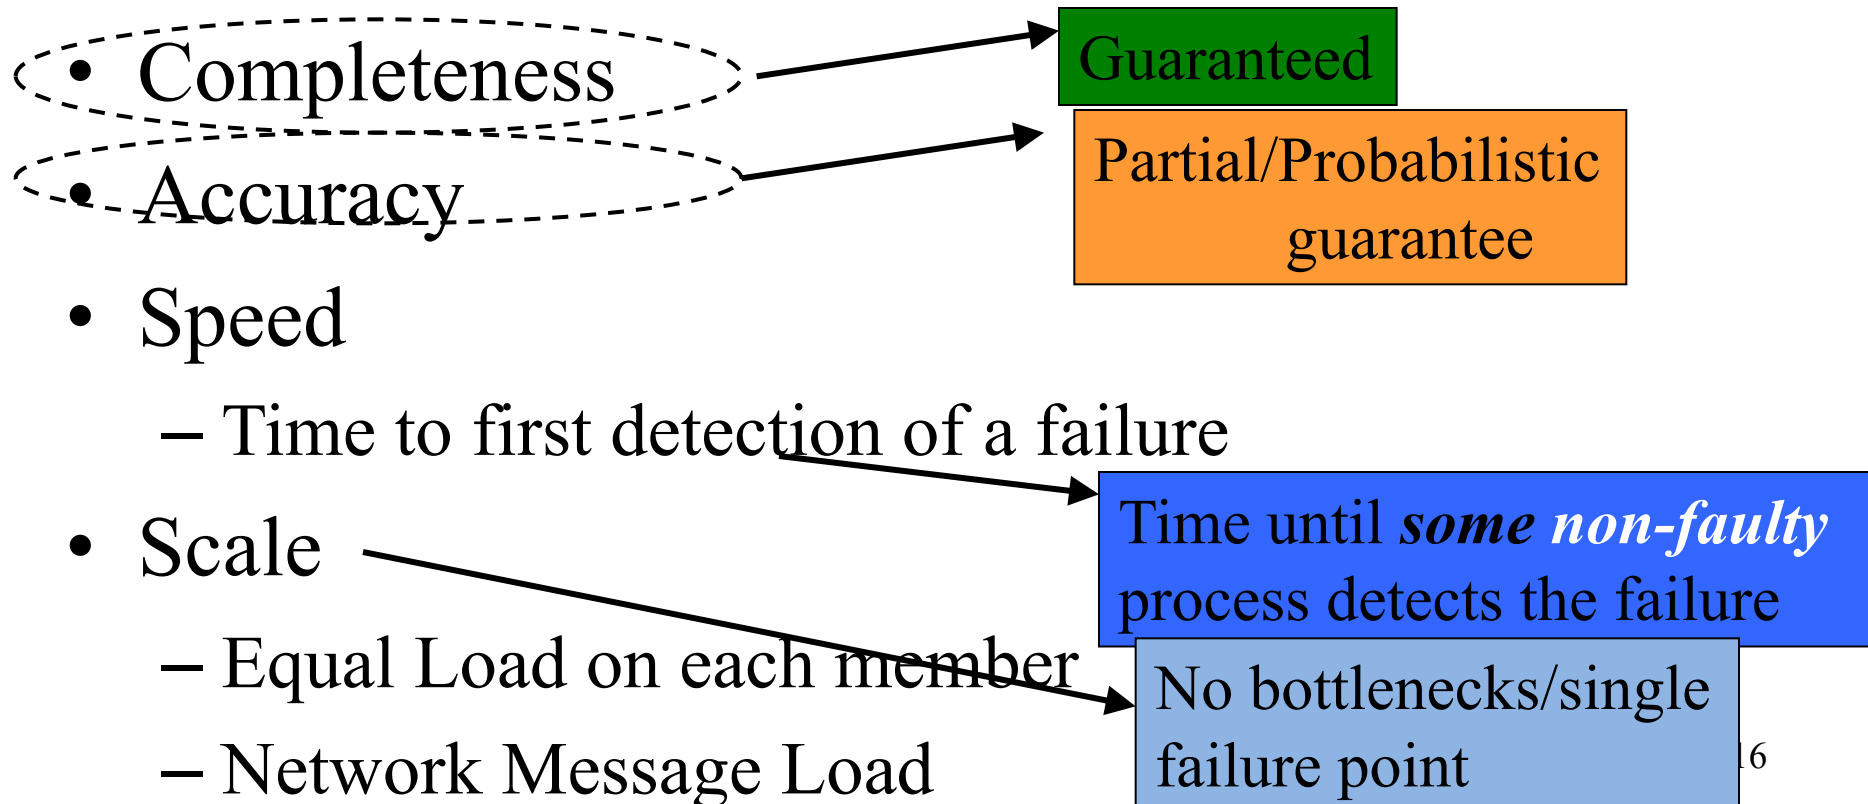 • Completeness
Guaranteed
• Accuracy
Partial/Probabilistic
guarantee
• Speed
– Time to first detection of a failure
Time until some non-faulty
process detects the failure
• Scale
– Equal Load on each member
No bottlenecks/single
failure point
– Network Message Load
16